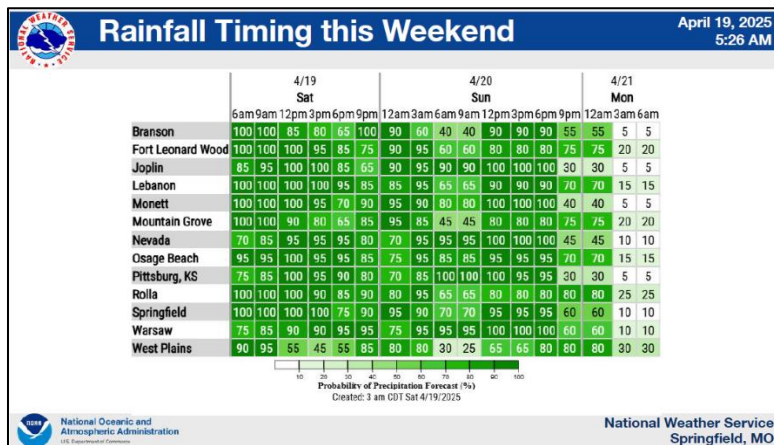 Rainfall Timing this Weekend
April 19, 2025
5:26 AM
NATIONAL WEATHER SERVICE
4/19 4/20 4/21
Sat Sun Mon
6am 9am 12pm 3pm 6pm 9pm 12am 3am 6am 9am 12pm 3pm 6pm 9pm 12am 3am 6am
Branson 100 100 85 80 65 100 90 60 40 40 90 90 90 55 55 5 5
Fort Leonard Wood 100 100 100 95 85 75 90 95 60 60 80 80 80 75 75 20 20
Joplin 85 95 100 100 85 65 90 95 90 90 100 100 100 30 30 5 5
Lebanon 100 100 100 100 95 85 85 95 65 65 90 90 90 70 70 15 15
Monett 100 100 100 95 70 90 95 90 80 80 100 100 100 40 40 5 5
Mountain Grove 100 100 90 80 65 85 95 85 45 45 80 80 80 75 75 20 20
Nevada 70 85 95 95 95 80 70 95 95 95 100 100 100 45 45 10 10
Osage Beach 95 95 100 95 95 85 75 95 85 85 95 95 95 70 70 15 15
Pittsburg, KS 75 85 100 95 90 80 70 85 100 100 100 95 95 30 30 5 5
Rolla 100 100 100 90 85 90 80 95 65 65 80 80 80 80 80 25 25
Springfield 100 100 100 100 75 90 95 90 70 70 95 95 95 60 60 10 10
Warsaw 75 85 90 90 95 95 75 95 95 95 100 100 100 60 60 10 10
West Plains 90 95 55 45 55 85 80 80 30 25 65 65 80 80 80 30 30
10 20 30 40 50 60 70 80 90 100
Probability of Precipitation Forecast (%)
Created: 3 am CDT Sat 4/19/2025
NOAA
National Oceanic and
Atmospheric Administration
U.S. Department of Commerce
National Weather Service
Springfield, MO